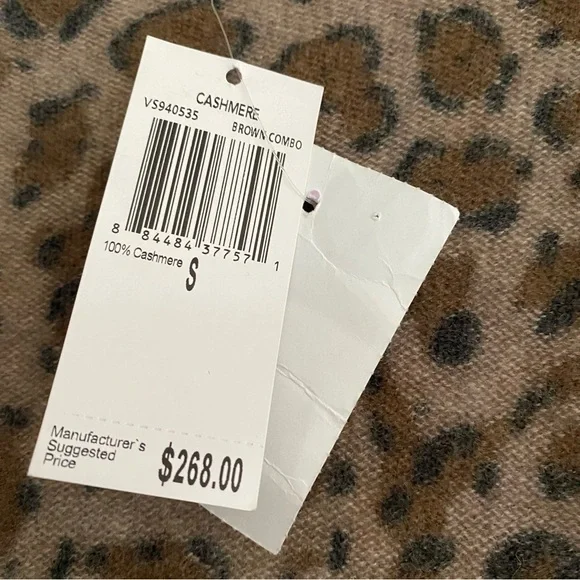 CASHMERE
VS940535
BROWN COMBO
8 84484 37757 1
100% Cashmere S
Manufacturer`s
Suggested
Price
$268.00